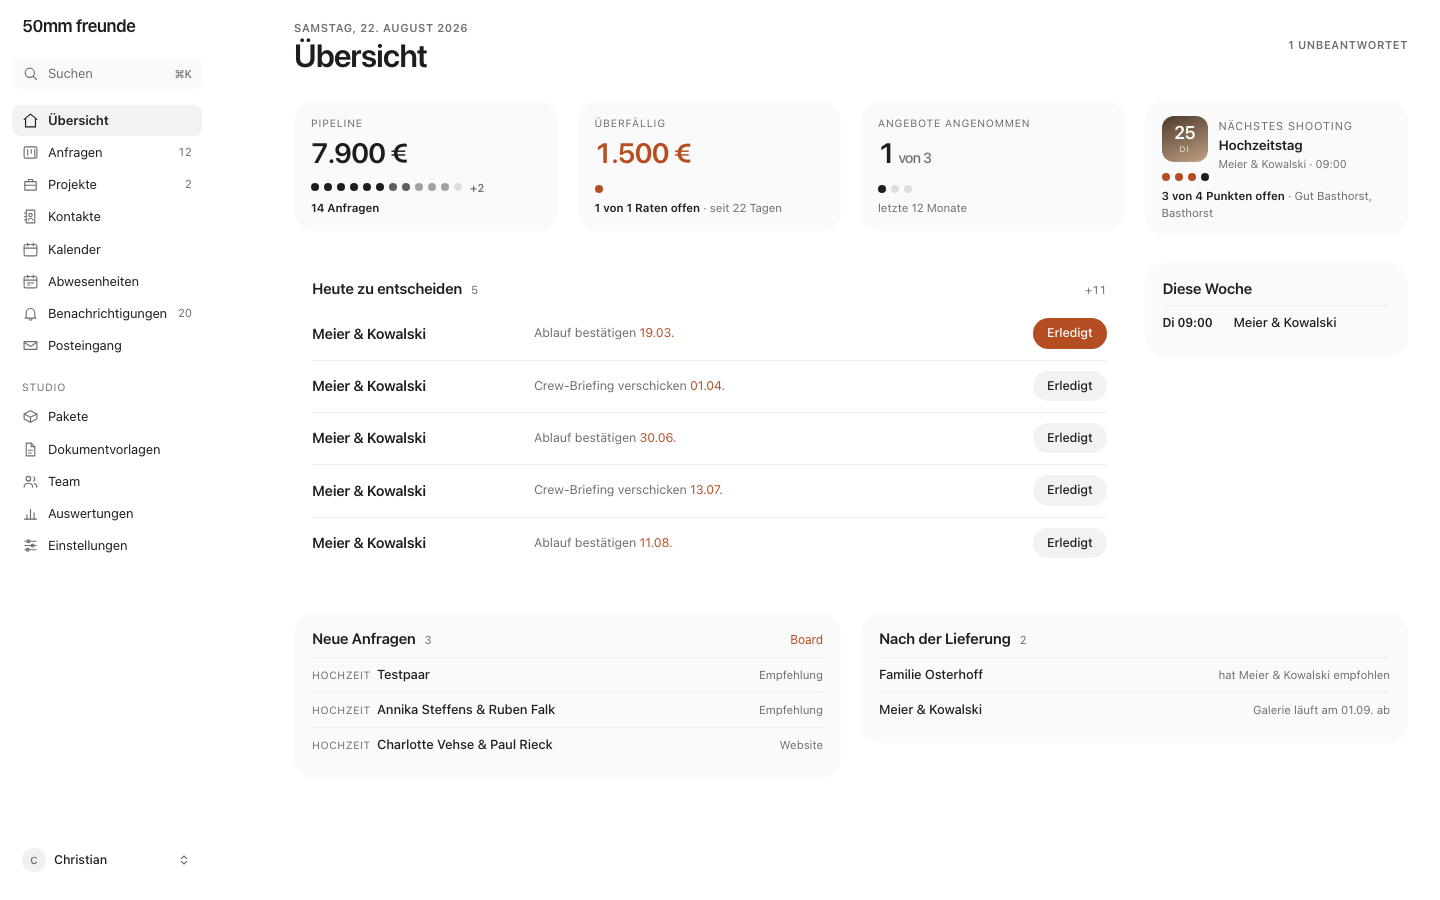 50mm freunde
Suchen ⌘K
Übersicht
Anfragen 12
Projekte 2
Kontakte
Kalender
Abwesenheiten
Benachrichtigungen 20
Posteingang
STUDIO
Pakete
Dokumentvorlagen
Team
Auswertungen
Einstellungen
C Christian
SAMSTAG, 22. AUGUST 2026
Übersicht
1 UNBEANTWORTET
PIPELINE
7.900 €
+2
14 Anfragen
ÜBERFÄLLIG
1.500 €
1 von 1 Raten offen · seit 22 Tagen
ANGEBOTE ANGENOMMEN
1 von 3
letzte 12 Monate
25
DI
NÄCHSTES SHOOTING
Hochzeitstag
Meier & Kowalski · 09:00
3 von 4 Punkten offen · Gut Basthorst,
Basthorst
Heute zu entscheiden 5 +11
Meier & Kowalski Ablauf bestätigen 19.03. Erledigt
Meier & Kowalski Crew-Briefing verschicken 01.04. Erledigt
Meier & Kowalski Ablauf bestätigen 30.06. Erledigt
Meier & Kowalski Crew-Briefing verschicken 13.07. Erledigt
Meier & Kowalski Ablauf bestätigen 11.08. Erledigt
Diese Woche
Di 09:00 Meier & Kowalski
Neue Anfragen 3 Board
HOCHZEIT Testpaar Empfehlung
HOCHZEIT Annika Steffens & Ruben Falk Empfehlung
HOCHZEIT Charlotte Vehse & Paul Rieck Website
Nach der Lieferung 2
Familie Osterhoff hat Meier & Kowalski empfohlen
Meier & Kowalski Galerie läuft am 01.09. ab